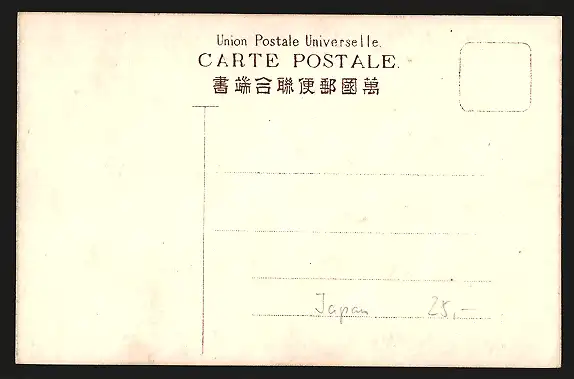 Union Postale Universelle.
CARTE POSTALE.
書端合聯便郵國萬
Japan 25,-